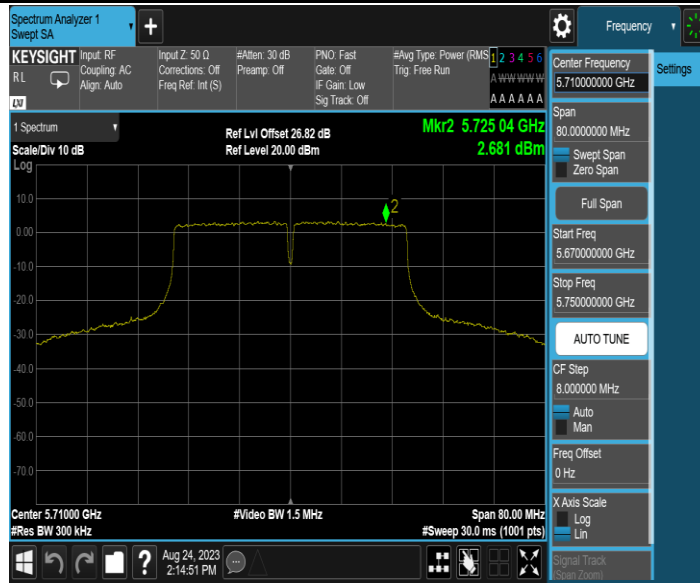 Spectrum Analyzer 1
Swept SA
+
Frequency
KEYSIGHT
RL
LXI
Input: RF
Coupling: AC
Align: Auto
Input Z: 50 Ω
Corrections: Off
Freq Ref: Int (S)
#Atten: 30 dB
Preamp: Off
PNO: Fast
Gate: Off
IF Gain: Low
Sig Track: Off
#Avg Type: Power (RMS
Trig: Free Run
1 2 3 4 5 6
A W W W W W
A A A A A A
Center Frequency
5.710000000 GHz
Settings
1 Spectrum
Scale/Div 10 dB
Log
Ref Lvl Offset 26.82 dB
Ref Level 20.00 dBm
Mkr2 5.725 04 GHz
2.681 dBm
Span
80.0000000 MHz
Swept Span
Zero Span
Full Span
Start Freq
5.670000000 GHz
Stop Freq
5.750000000 GHz
AUTO TUNE
CF Step
8.000000 MHz
Auto
Man
Freq Offset
0 Hz
X Axis Scale
Log
Lin
Signal Track
(Span Zoom)
10.0
0.00
-10.0
-20.0
-30.0
-40.0
-50.0
-60.0
-70.0
2
Center 5.71000 GHz
#Res BW 300 kHz
#Video BW 1.5 MHz
Span 80.00 MHz
#Sweep 30.0 ms (1001 pts)
?
Aug 24, 2023
2:14:51 PM